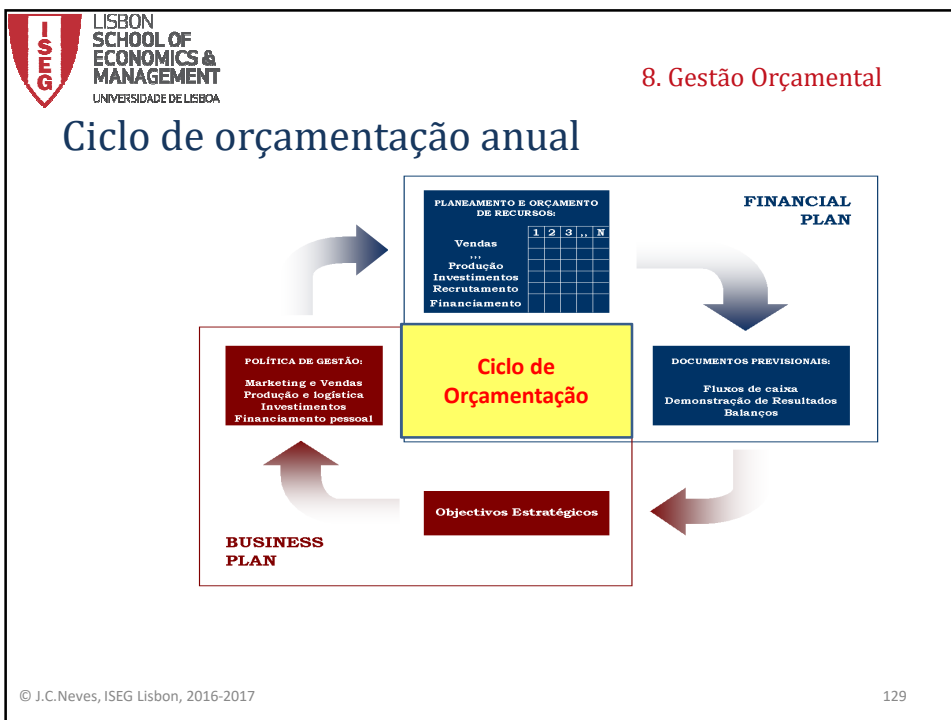 ISEG
LISBON
SCHOOL OF
ECONOMICS &
MANAGEMENT
UNIVERSIDADE DE LISBOA
8. Gestão Orçamental
Ciclo de orçamentação anual
PLANEAMENTO E ORÇAMENTO
DE RECURSOS:
1 2 3 ,, N
Vendas
,,,
Produção
Investimentos
Recrutamento
Financiamento
FINANCIAL
PLAN
POLÍTICA DE GESTÃO:
Marketing e Vendas
Produção e logística
Investimentos
Financiamento pessoal
Ciclo de
Orçamentação
DOCUMENTOS PREVISIONAIS:
Fluxos de caixa
Demonstração de Resultados
Balanços
Objectivos Estratégicos
BUSINESS
PLAN
© J.C.Neves, ISEG Lisbon, 2016-2017
129